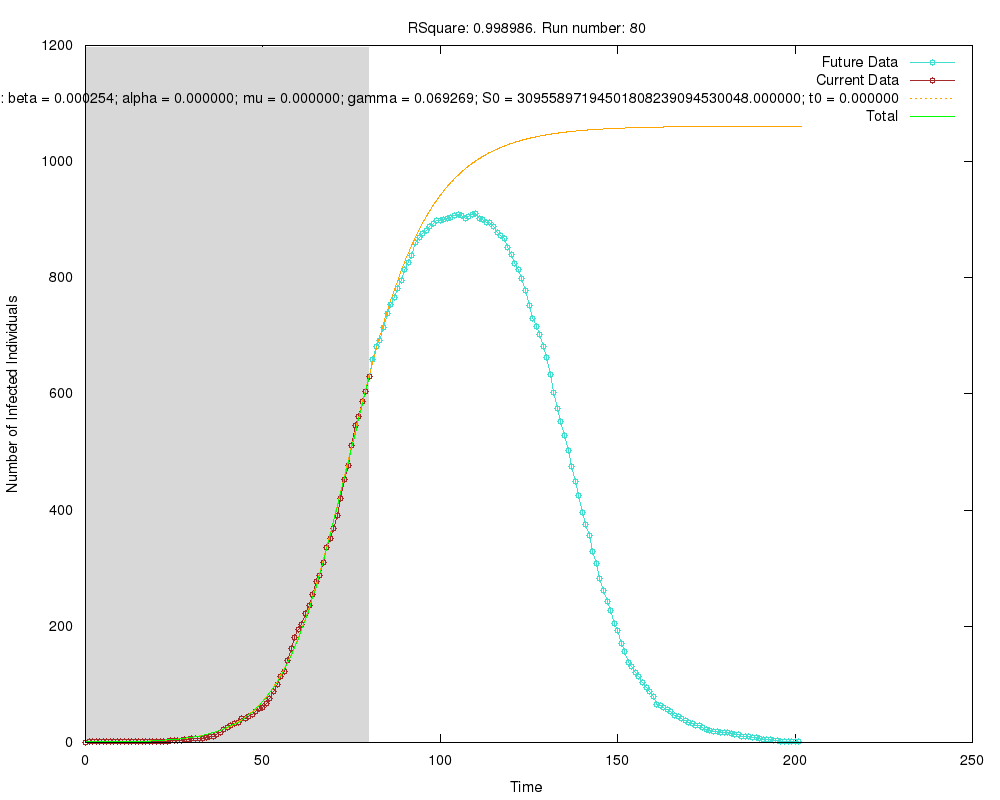 RSquare: 0.998986. Run number: 80
1200
1000
800
600
400
200
0
Number of Infected Individuals
Future Data
Current Data
: beta = 0.000254; alpha = 0.000000; mu = 0.000000; gamma = 0.069269; S0 = 309558971945018082390945​30048.000000; t0 = 0.000000
Total
0 50 100 150 200 250
Time